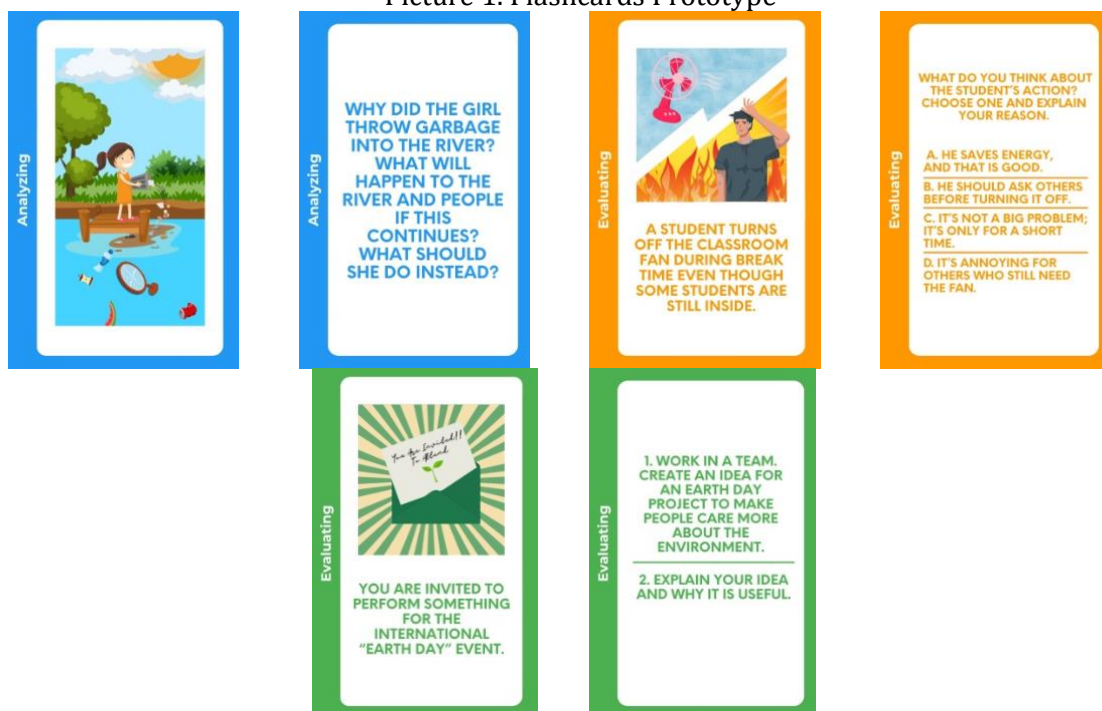 Picture 1. Flashcards Prototype
Analyzing
Analyzing
WHY DID THE GIRL
THROW GARBAGE
INTO THE RIVER?
WHAT WILL
HAPPEN TO THE
RIVER AND PEOPLE
IF THIS
CONTINUES?
WHAT SHOULD
SHE DO INSTEAD?
Evaluating
A STUDENT TURNS
OFF THE CLASSROOM
FAN DURING BREAK
TIME EVEN THOUGH
SOME STUDENTS ARE
STILL INSIDE.
Evaluating
WHAT DO YOU THINK ABOUT
THE STUDENT'S ACTION?
CHOOSE ONE AND EXPLAIN
YOUR REASON.
A. HE SAVES ENERGY,
AND THAT IS GOOD.
B. HE SHOULD ASK OTHERS
BEFORE TURNING IT OFF.
C. IT'S NOT A BIG PROBLEM;
IT'S ONLY FOR A SHORT
TIME.
D. IT'S ANNOYING FOR
OTHERS WHO STILL NEED
THE FAN.
Evaluating
You Are Invited!!
To Attend
YOU ARE INVITED TO
PERFORM SOMETHING
FOR THE
INTERNATIONAL
"EARTH DAY" EVENT.
Evaluating
1. WORK IN A TEAM.
CREATE AN IDEA FOR
AN EARTH DAY
PROJECT TO MAKE
PEOPLE CARE MORE
ABOUT THE
ENVIRONMENT.
2. EXPLAIN YOUR IDEA
AND WHY IT IS USEFUL.